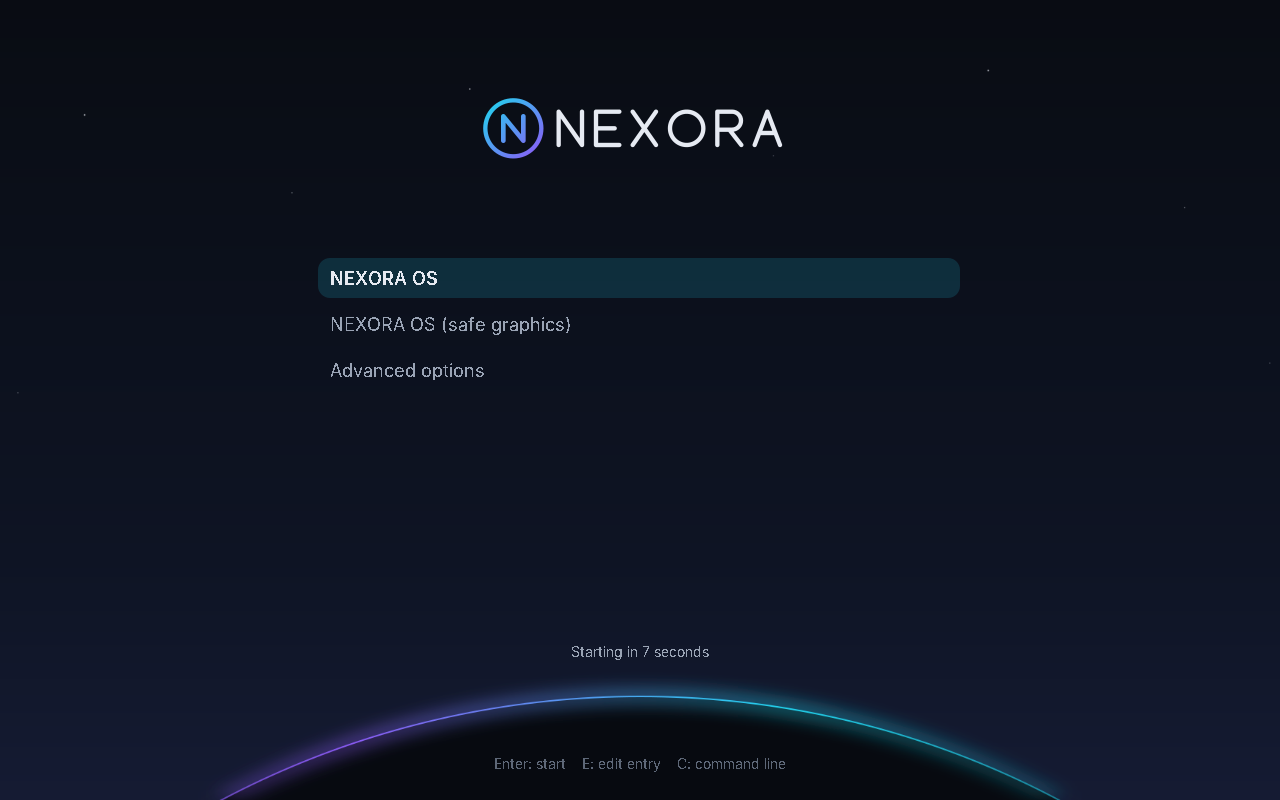 N NEXORA
NEXORA OS
NEXORA OS (safe graphics)
Advanced options
Starting in 7 seconds
Enter: start E: edit entry C: command line